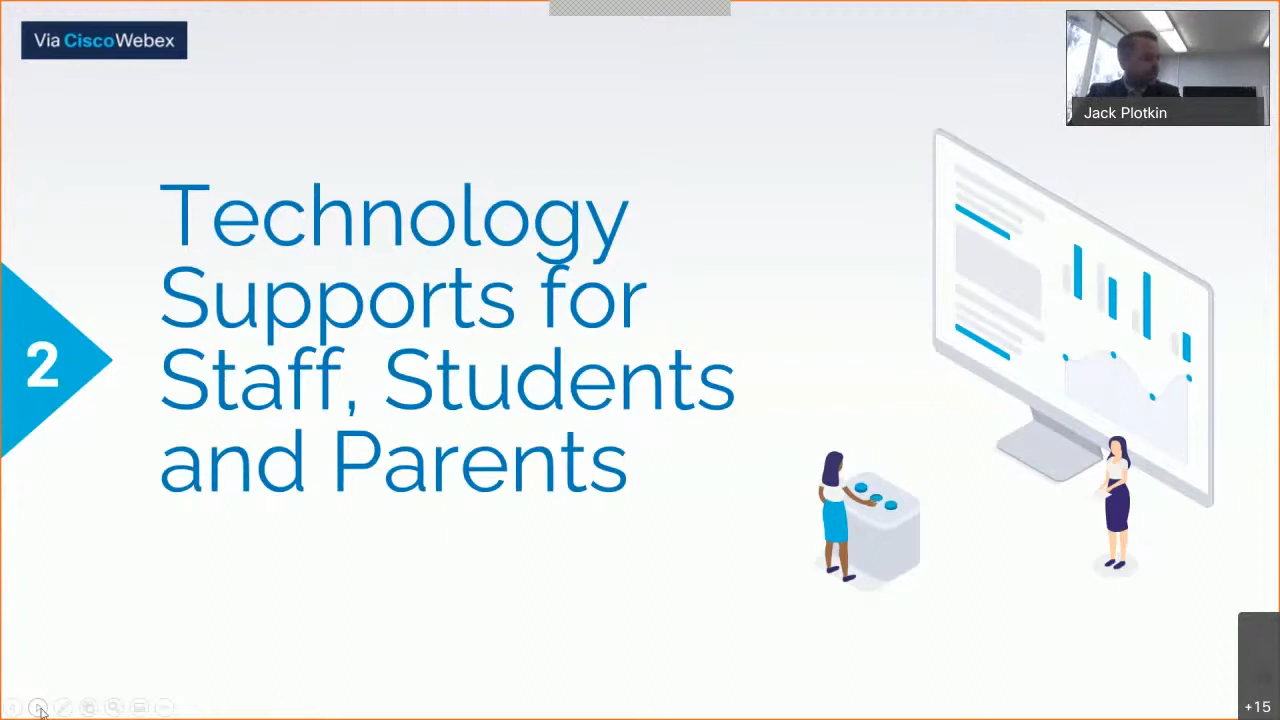 Via CiscoWebex
Jack Plotkin
Technology
Supports for
Staff, Students
and Parents
2
+15